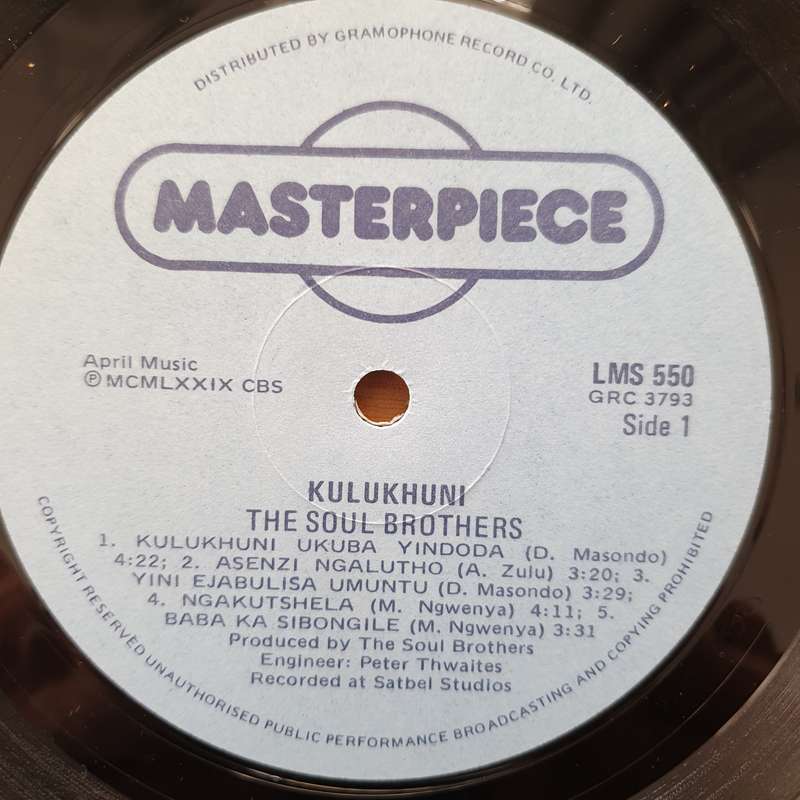 DISTRIBUTED BY GRAMOPHONE RECORD CO. LTD.
MASTERPIECE
April Music
℗ MCMLXXIX CBS
LMS 550
GRC 3793
Side 1
KULUKHUNI
THE SOUL BROTHERS
1. KULUKHUNI UKUBA YINDODA (D. Masondo)
4:22; 2. ASENZI NGALUTHO (A. Zulu) 3:20; 3.
YINI EJABULISA UMUNTU (D. Masondo) 3:29;
4. NGAKUTSHELA (M. Ngwenya) 4:11; 5.
BABA KA SIBONGILE (M. Ngwenya) 3:31
Produced by The Soul Brothers
Engineer: Peter Thwaites
Recorded at Satbel Studios
COPYRIGHT RESERVED UNAUTHORISED PUBLIC PERFORMANCE BROADCASTING AND COPYING PROHIBITED